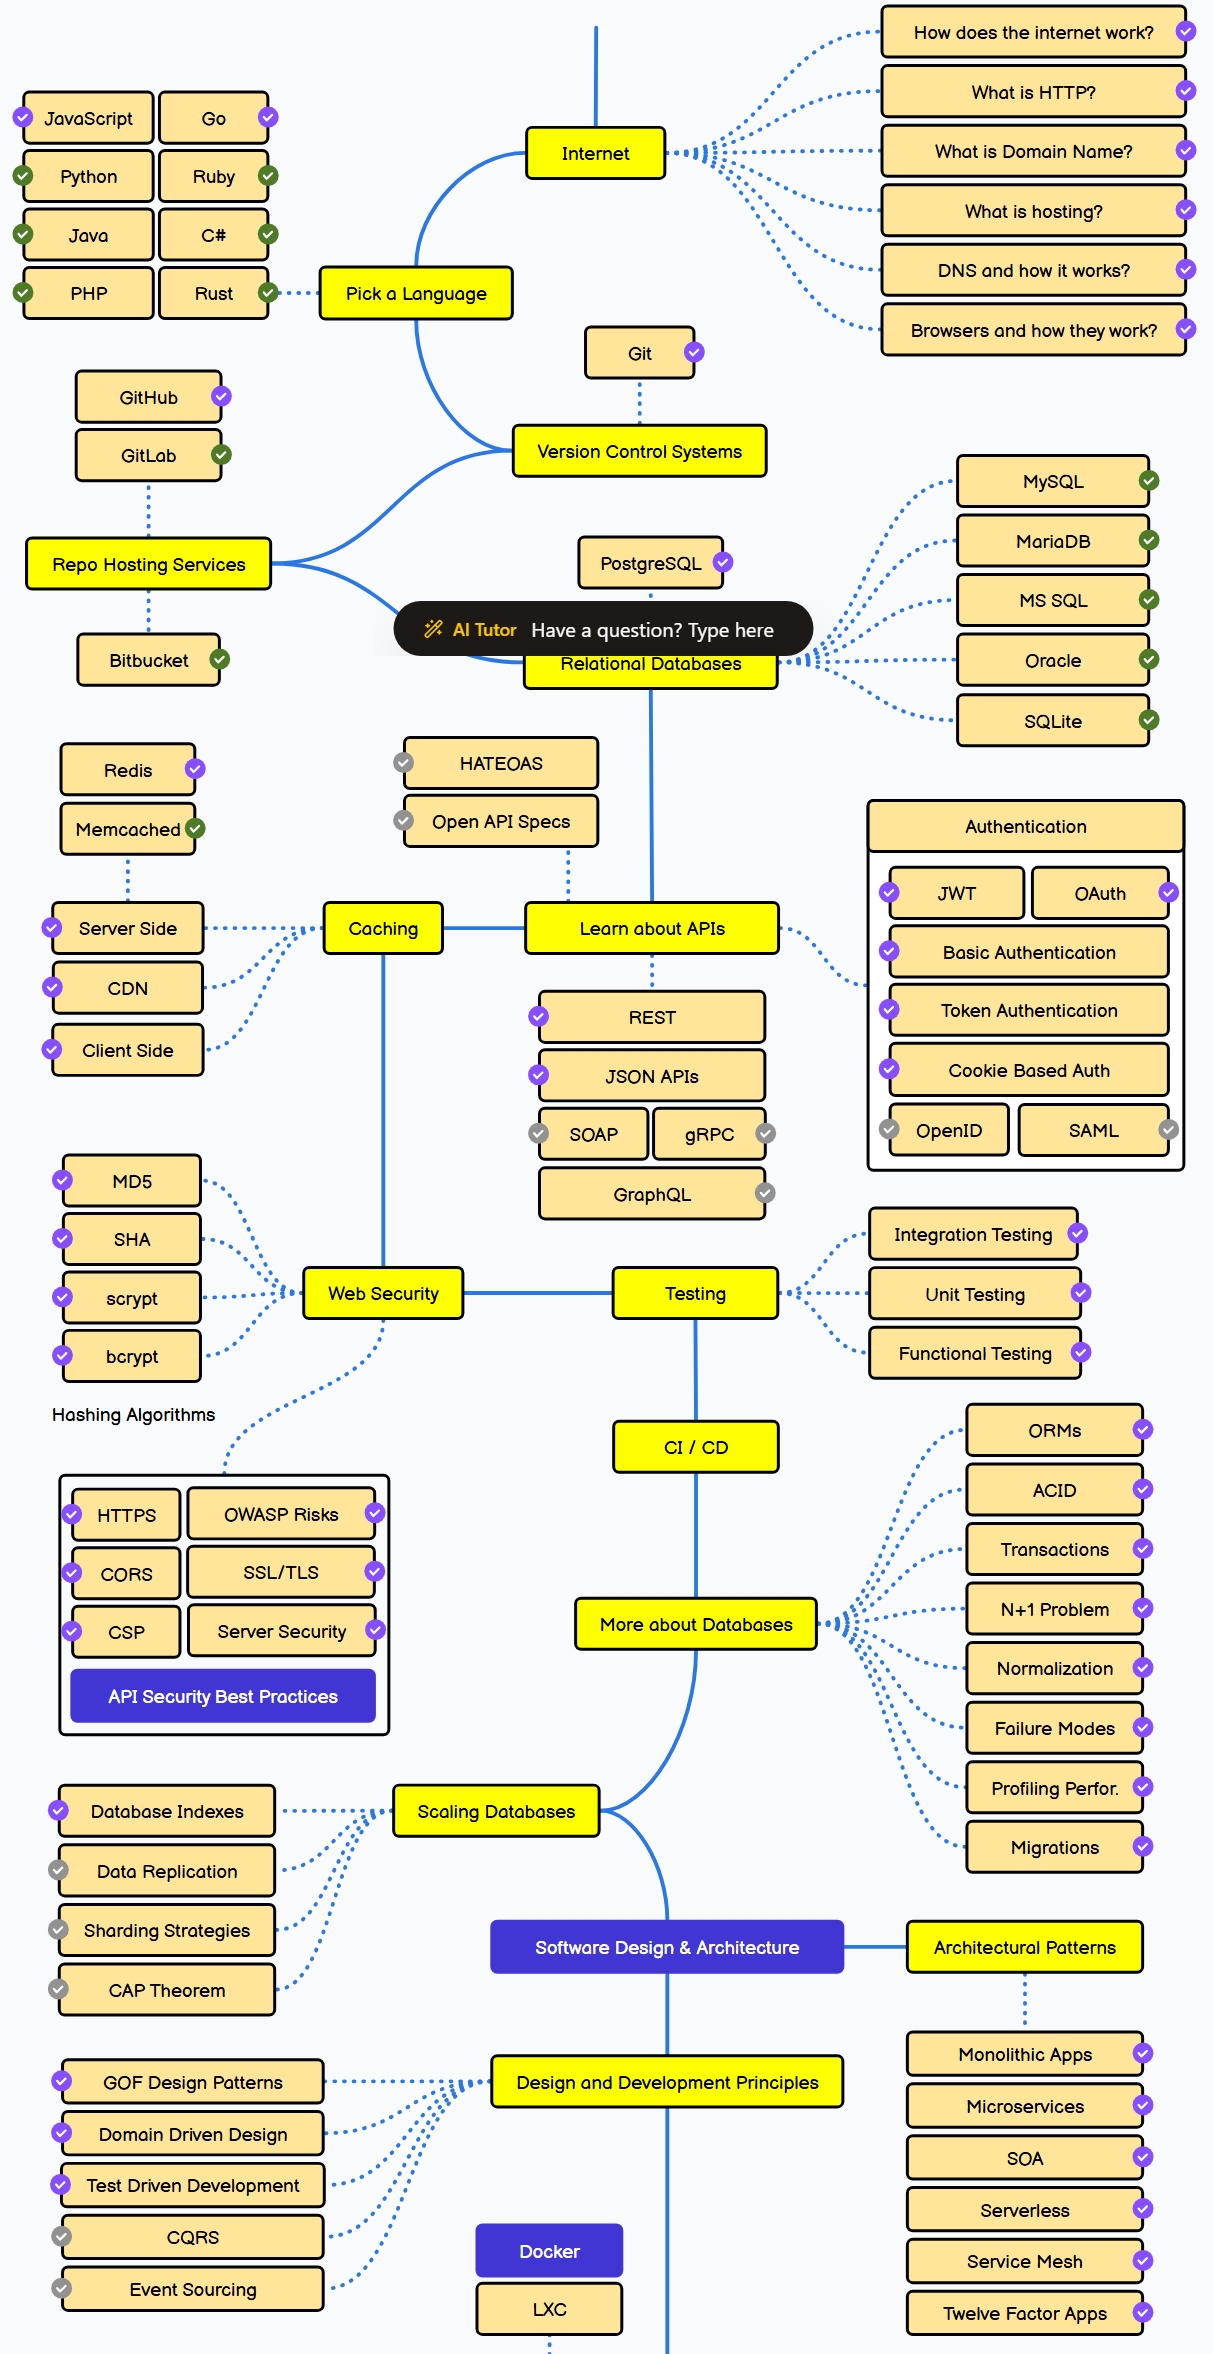 How does the internet work?
What is HTTP?
Internet
What is Domain Name?
What is hosting?
DNS and how it works?
Browsers and how they work?
JavaScript
Go
Python
Ruby
Java
C#
PHP
Rust
Pick a Language
Git
Version Control Systems
GitHub
GitLab
Repo Hosting Services
Bitbucket
PostgreSQL
AI Tutor Have a question? Type here
Relational Databases
MySQL
MariaDB
MS SQL
Oracle
SQLite
Redis
Memcached
HATEOAS
Open API Specs
Server Side
CDN
Client Side
Caching
Learn about APIs
REST
JSON APIs
SOAP
gRPC
GraphQL
Authentication
JWT
OAuth
Basic Authentication
Token Authentication
Cookie Based Auth
OpenID
SAML
MD5
SHA
scrypt
bcrypt
Hashing Algorithms
Web Security
Testing
Integration Testing
Unit Testing
Functional Testing
CI / CD
HTTPS
OWASP Risks
CORS
SSL/TLS
CSP
Server Security
API Security Best Practices
More about Databases
ORMs
ACID
Transactions
N+1 Problem
Normalization
Failure Modes
Profiling Perfor.
Migrations
Database Indexes
Data Replication
Sharding Strategies
CAP Theorem
Scaling Databases
Software Design & Architecture
Architectural Patterns
Monolithic Apps
Microservices
SOA
Serverless
Service Mesh
Twelve Factor Apps
GOF Design Patterns
Domain Driven Design
Test Driven Development
CQRS
Event Sourcing
Design and Development Principles
Docker
LXC